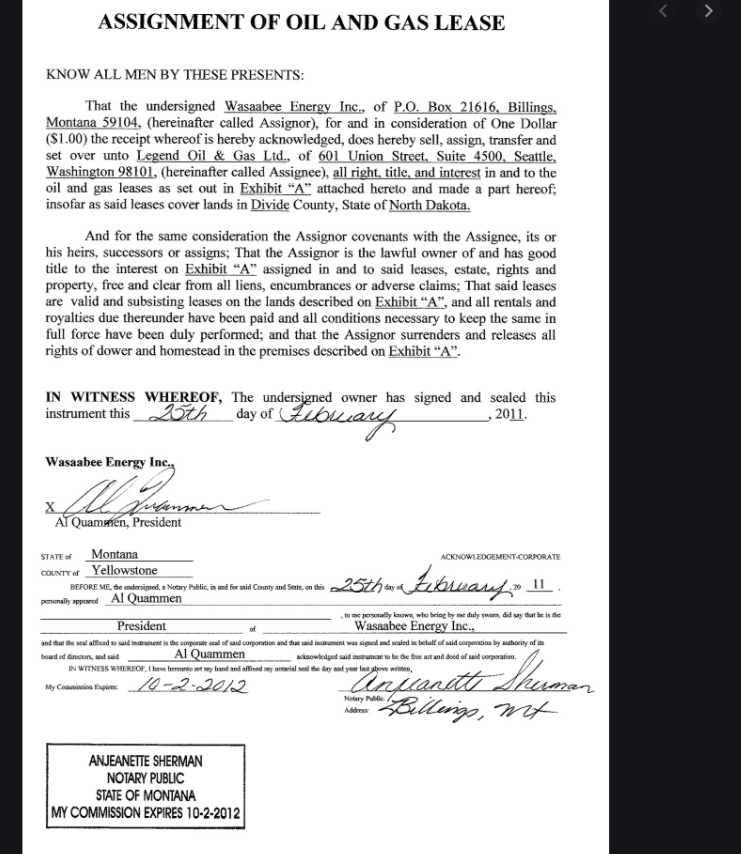 ASSIGNMENT OF OIL AND GAS LEASE
KNOW ALL MEN BY THESE PRESENTS:
That the undersigned Wasaabee Energy Inc., of P.O. Box 21616, Billings,
Montana 59104, (hereinafter called Assignor), for and in consideration of One Dollar
($1.00) the receipt whereof is hereby acknowledged, does hereby sell, assign, transfer and
set over unto Legend Oil & Gas Ltd., of 601 Union Street, Suite 4500, Seattle,
Washington 98101, (hereinafter called Assignee), all right, title, and interest in and to the
oil and gas leases as set out in Exhibit “A” attached hereto and made a part hereof;
insofar as said leases cover lands in Divide County, State of North Dakota.
And for the same consideration the Assignor covenants with the Assignee, its or
his heirs, successors or assigns; That the Assignor is the lawful owner of and has good
title to the interest on Exhibit “A” assigned in and to said leases, estate, rights and
property, free and clear from all liens, encumbrances or adverse claims; That said leases
are valid and subsisting leases on the lands described on Exhibit “A”, and all rentals and
royalties due thereunder have been paid and all conditions necessary to keep the same in
full force have been duly performed; and that the Assignor surrenders and releases all
rights of dower and homestead in the premises described on Exhibit “A”.
IN WITNESS WHEREOF, The undersigned owner has signed and sealed this
instrument this 25th day of February, 2011.
Wasaabee Energy Inc.,
X Al Quammen
Al Quammen, President
STATE of Montana ACKNOWLEDGEMENT-CORPORATE
COUNTY of Yellowstone
BEFORE ME, the undersigned, a Notary Public, in and for said County and State, on this 25th day of February, 20 11 .
personally appeared Al Quammen
, to me personally known, who being by me duly sworn, did say that he is the
President of Wasaabee Energy Inc.,
and that the seal affixed to said instrument is the corporate seal of said corporation and that said instrument was signed and sealed in behalf of said corporation by authority of its
board of directors, and said Al Quammen acknowledged said instrument to be the free act and deed of said corporation.
IN WITNESS WHEREOF, I have hereunto set my hand and affixed my notarial seal the day and year last above written,
My Commission Expires: 10-2-2012 Anjeanette Sherman
Notary Public:
Address: Billings, MT
ANJEANETTE SHERMAN
NOTARY PUBLIC
STATE OF MONTANA
MY COMMISSION EXPIRES 10-2-2012